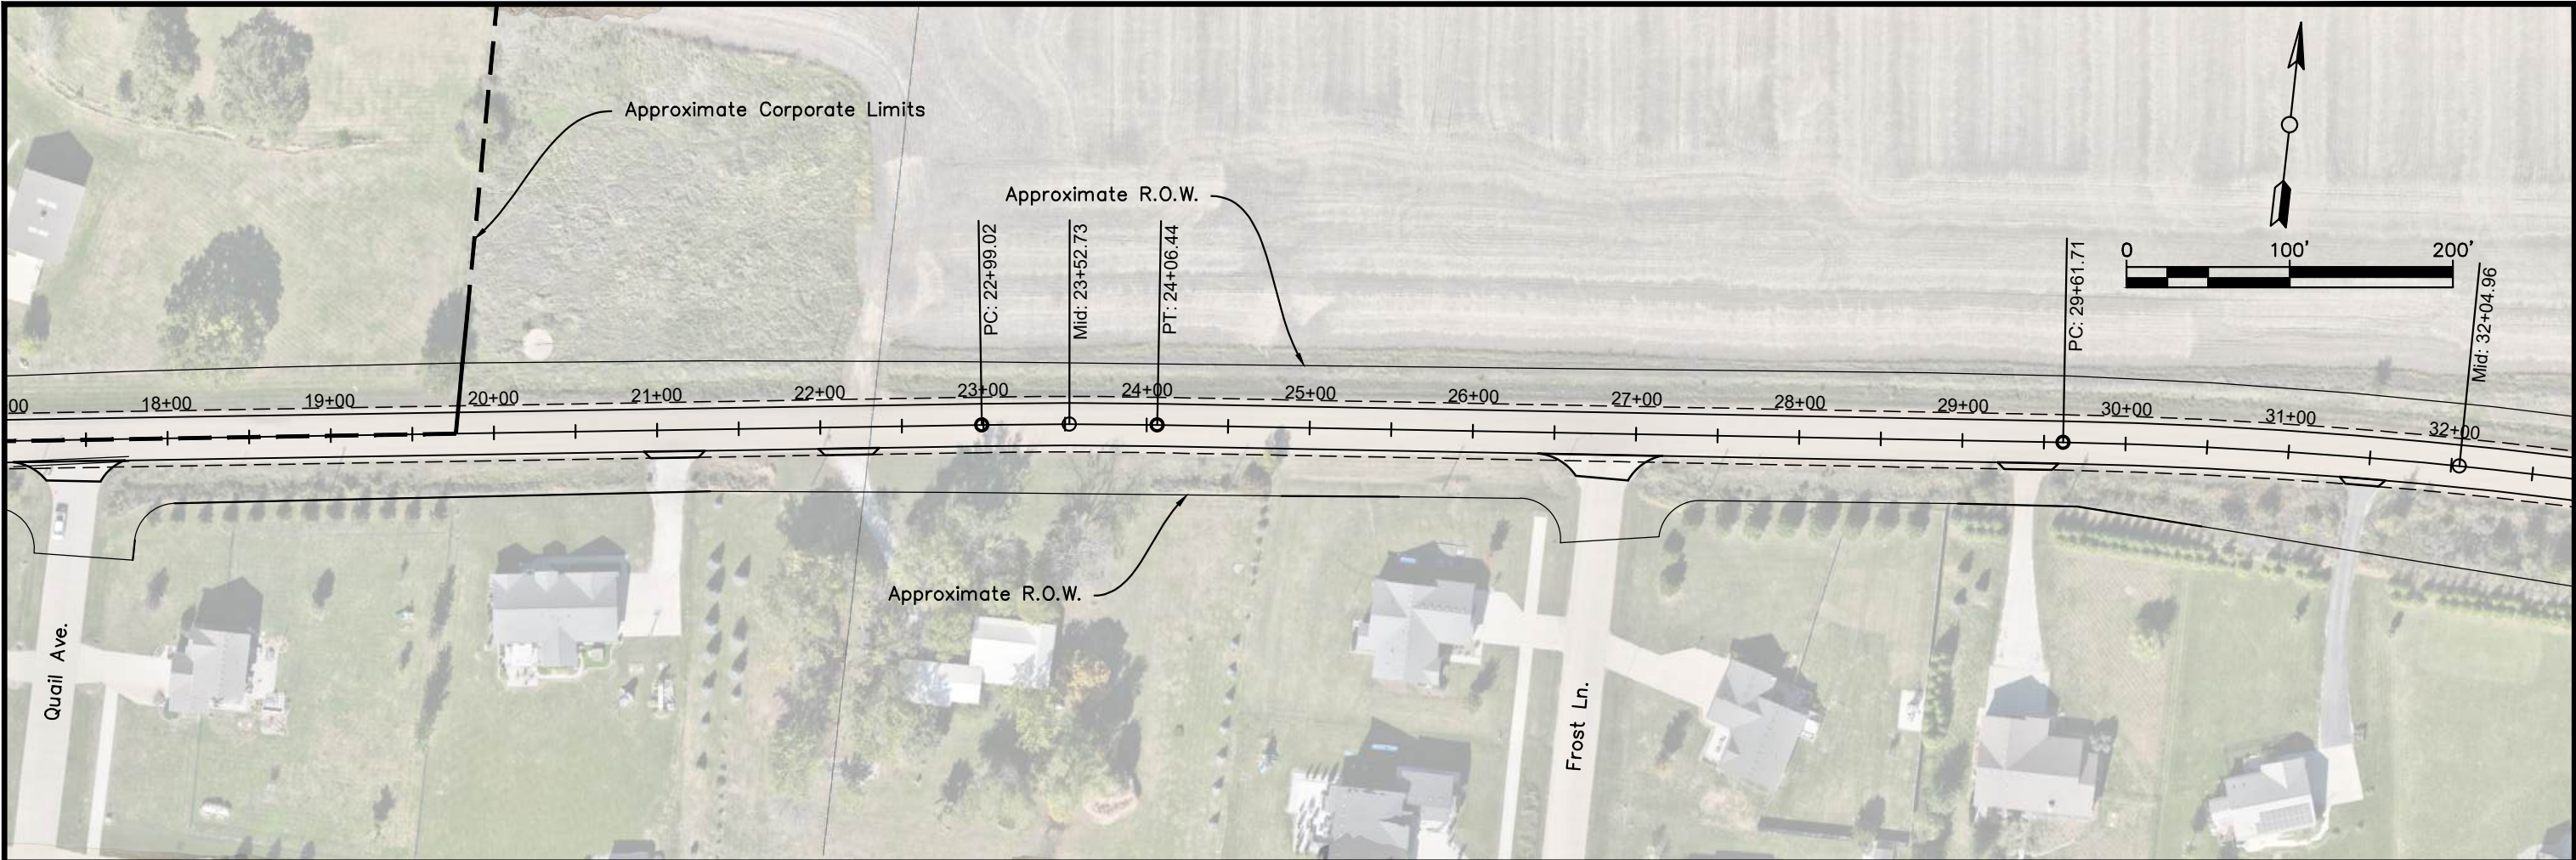 Approximate Corporate Limits
Approximate R.O.W.
PC: 22+99.02
Mid: 23+52.73
PT: 24+06.44
PC: 29+61.71
Mid: 32+04.96
0 100' 200'
00 18+00 19+00 20+00 21+00 22+00 23+00 24+00 25+00 26+00 27+00 28+00 29+00 30+00 31+00 32+00
Approximate R.O.W.
Quail Ave.
Frost Ln.